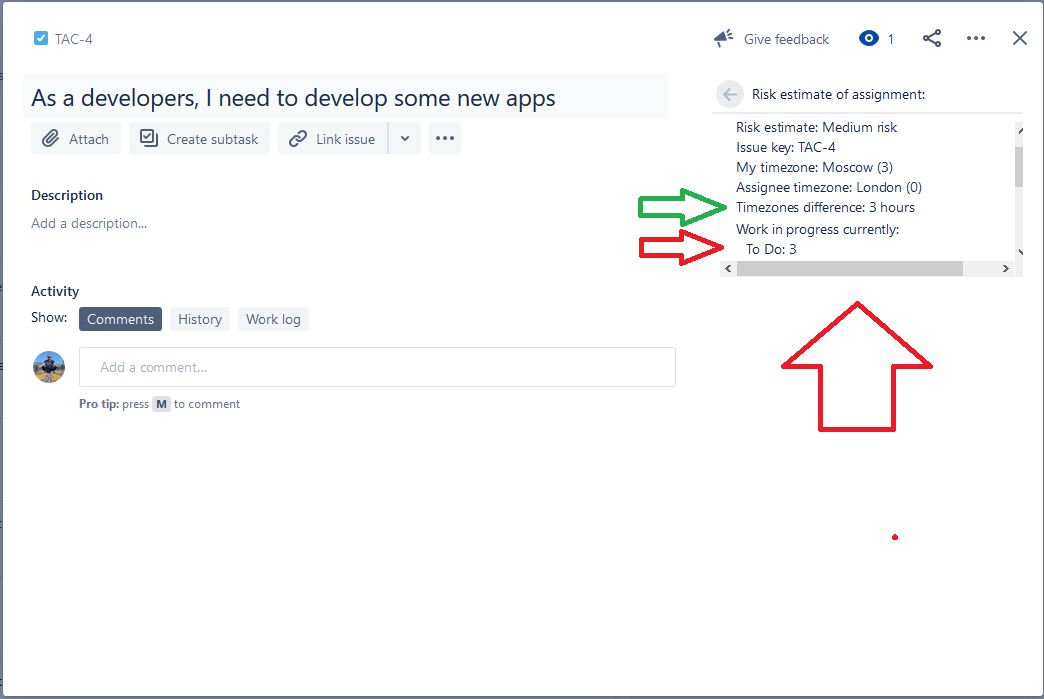 TAC-4
Give feedback
1
As a developers, I need to develop some new apps
Attach
Create subtask
Link issue
Description
Add a description...
Activity
Show:
Comments
History
Work log
Add a comment...
Pro tip: press M to comment
Risk estimate of assignment:
Risk estimate: Medium risk
Issue key: TAC-4
My timezone: Moscow (3)
Assignee timezone: London (0)
Timezones difference: 3 hours
Work in progress currently:
To Do: 3